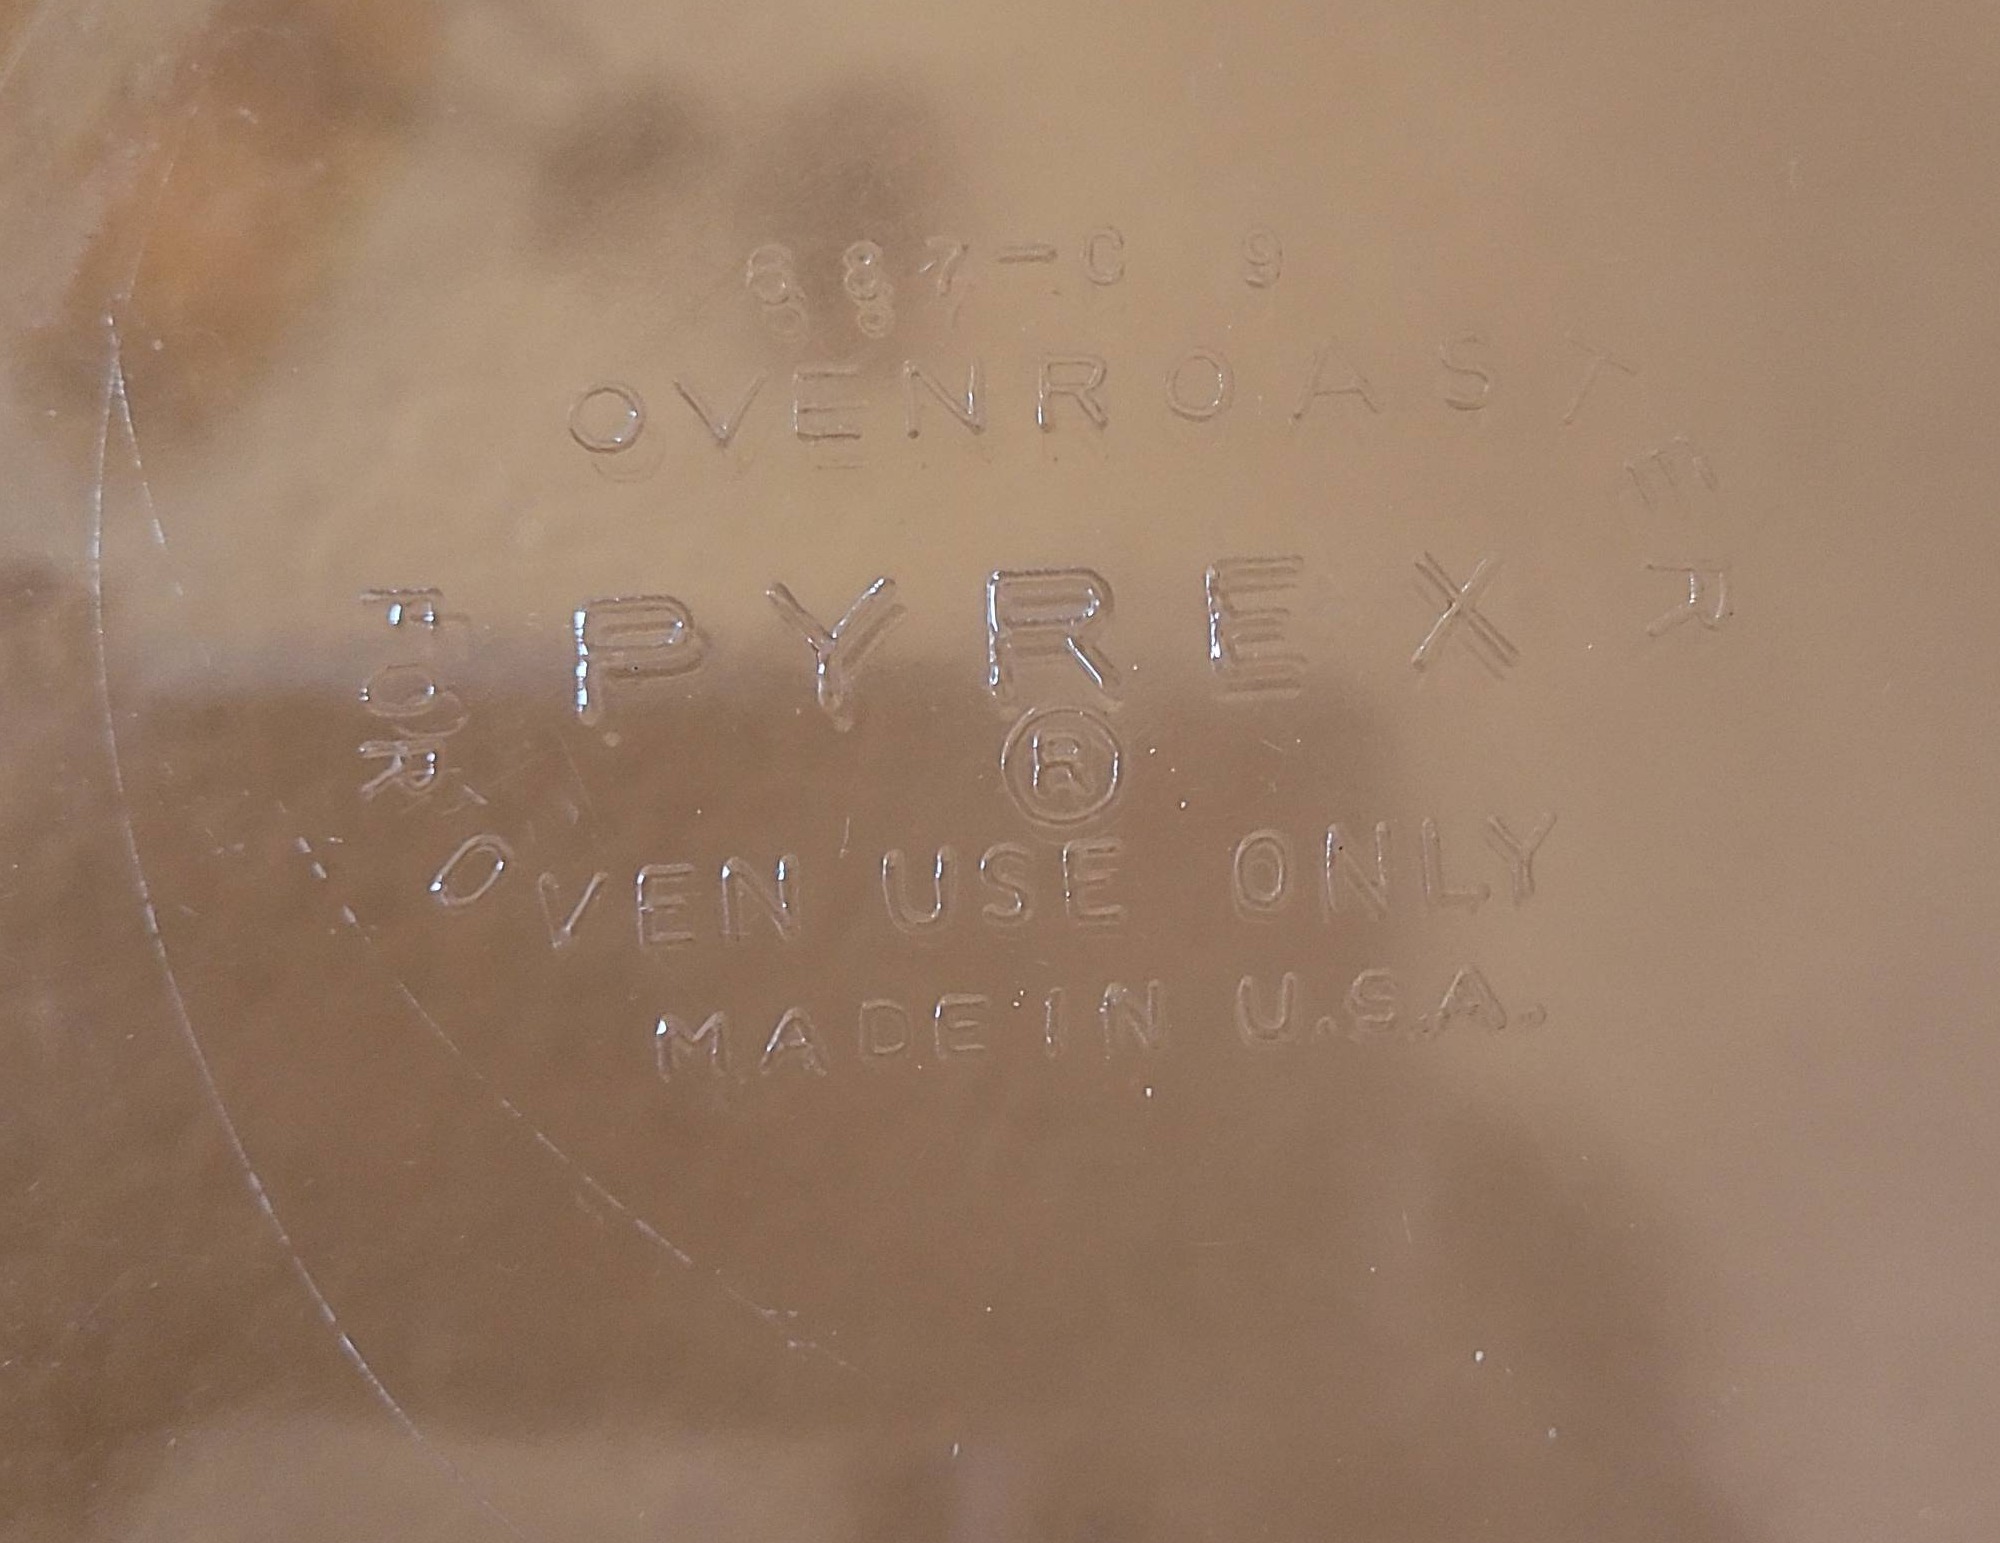 687-C 9
OVENROASTER
PYREX
®
FOR OVEN USE ONLY
MADE IN U.S.A.